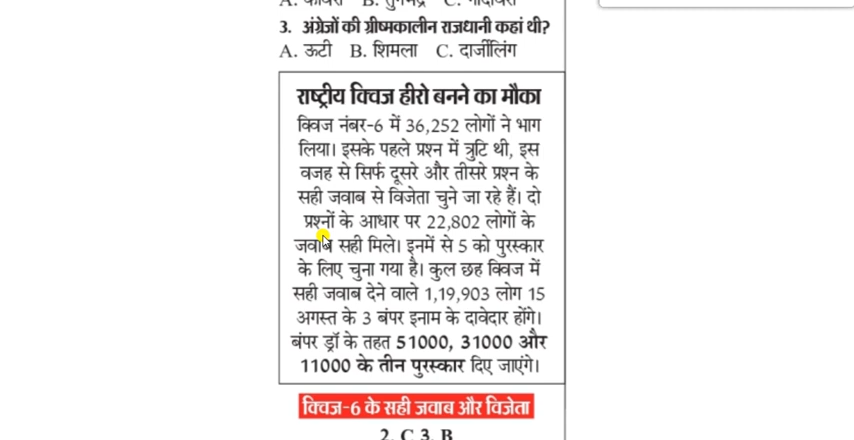 3. अंग्रेजों की ग्रीष्मकालीन राजधानी कहां थी?
A. ऊटी B. शिमला C. दार्जीलिंग
राष्ट्रीय क्विज हीरो बनने का मौका
क्विज नंबर-6 में 36,252 लोगों ने भाग
लिया। इसके पहले प्रश्न में त्रुटि थी, इस
वजह से सिर्फ दूसरे और तीसरे प्रश्न के
सही जवाब से विजेता चुने जा रहे हैं। दो
प्रश्नों के आधार पर 22,802 लोगों के
जवाब सही मिले। इनमें से 5 को पुरस्कार
के लिए चुना गया है। कुल छह क्विज में
सही जवाब देने वाले 1,19,903 लोग 15
अगस्त के 3 बंपर इनाम के दावेदार होंगे।
बंपर ड्रॉ के तहत 51000, 31000 और
11000 के तीन पुरस्कार दिए जाएंगे।
क्विज-6 के सही जवाब और विजेता
2. C 3. B